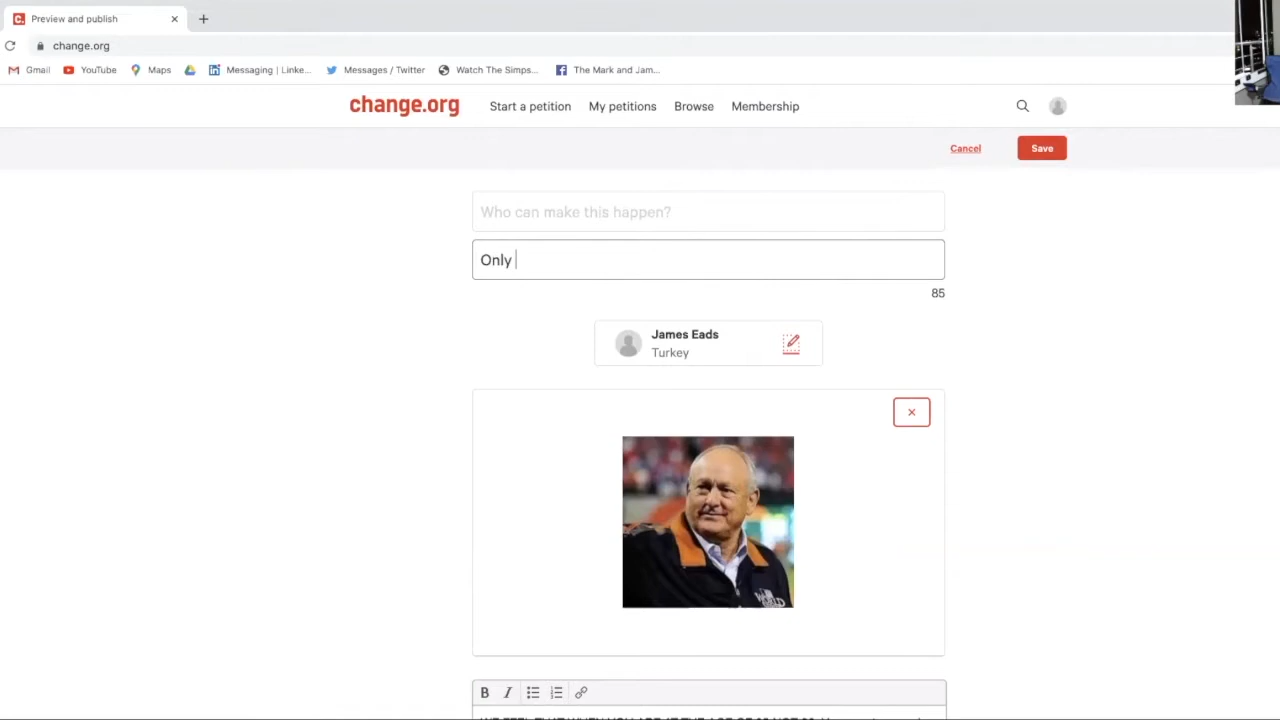 Preview and publish
change.org
Gmail YouTube Maps Messaging | Linke... Messages / Twitter Watch The Simps... The Mark and Jam...
change.org Start a petition My petitions Browse Membership
Cancel Save
Who can make this happen?
Only
85
James Eads
Turkey
B I